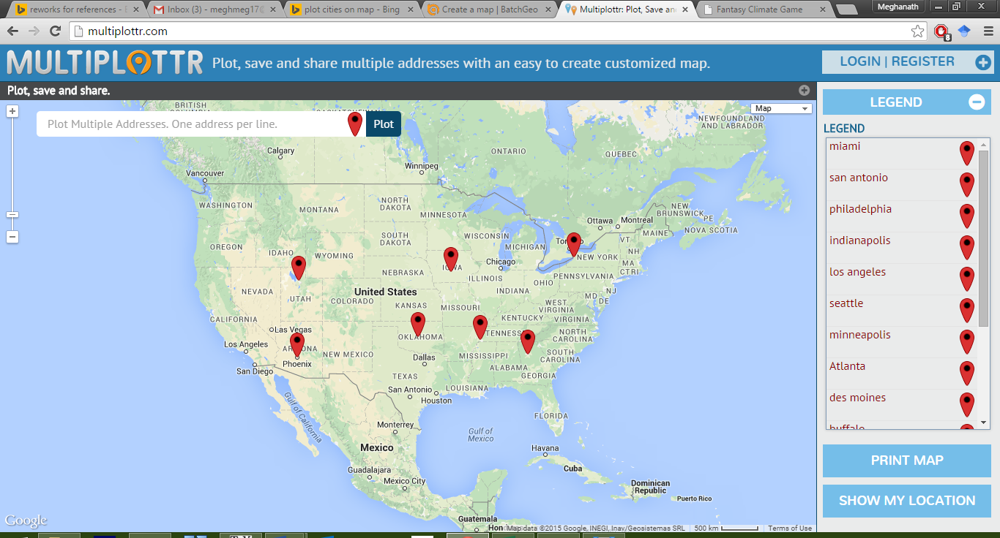 reworks for references - B
Inbox (3) - meghmeg17@
plot cities on map - Bing
Create a map | BatchGeo
Multiplottr: Plot, Save and
Fantasy Climate Game
Meghanath
multiplottr.com
8
MULTIPLOTTR
Plot, save and share multiple addresses with an easy to create customized map.
LOGIN | REGISTER
Plot, save and share.
LEGEND
LEGEND
Plot Multiple Addresses. One address per line.
Plot
Map
miami
san antonio
philadelphia
indianapolis
los angeles
seattle
minneapolis
Atlanta
des moines
buffalo
PRINT MAP
SHOW MY LOCATION
BRITISH
COLUMBIA
SASKATCHEWAN
NEWFOUNDLAND
AND LABRADOR
ONTARIO
QUEBEC
Calgary
Winnipeg
Vancouver
WASHINGTON
MONTANA
NORTH
DAKOTA
MINNESOTA
Ottawa
Montreal
NEW
BRUNSWICK
PE
NOVA SCOTIA
MAINE
OREGON
IDAHO
WYOMING
SOUTH
DAKOTA
WISCONSIN
MICHIGAN
Toronto
VT
NH
NEW YORK
MA
CT
RI
IOWA
Chicago
NEBRASKA
ILLINOIS
INDIANA
OHIO
PENNSYLVANIA
NEVADA
UTAH
COLORADO
United States
KANSAS
MISSOURI
WEST
VIRGINIA
MD
DE
NJ
CALIFORNIA
KENTUCKY
VIRGINIA
Las Vegas
Los Angeles
ARIZONA
NEW MEXICO
OKLAHOMA
TENNESSEE
NORTH
CAROLINA
Phoenix
San Diego
Dallas
MISSISSIPPI
ALABAMA
SOUTH
CAROLINA
GEORGIA
TEXAS
LOUISIANA
San Antonio
Houston
Gulf of
California
FLORIDA
Monterrey
Gulf of
Mexico
Mexico
Havana
Cuba
Guadalajara
Mexico City
Dominican
Republic
Puerto Rico
Guatemala
Hon
Google
Map data ©2015 Google, INEGI, Inav/Geosistemas SRL
500 km
Terms of Use